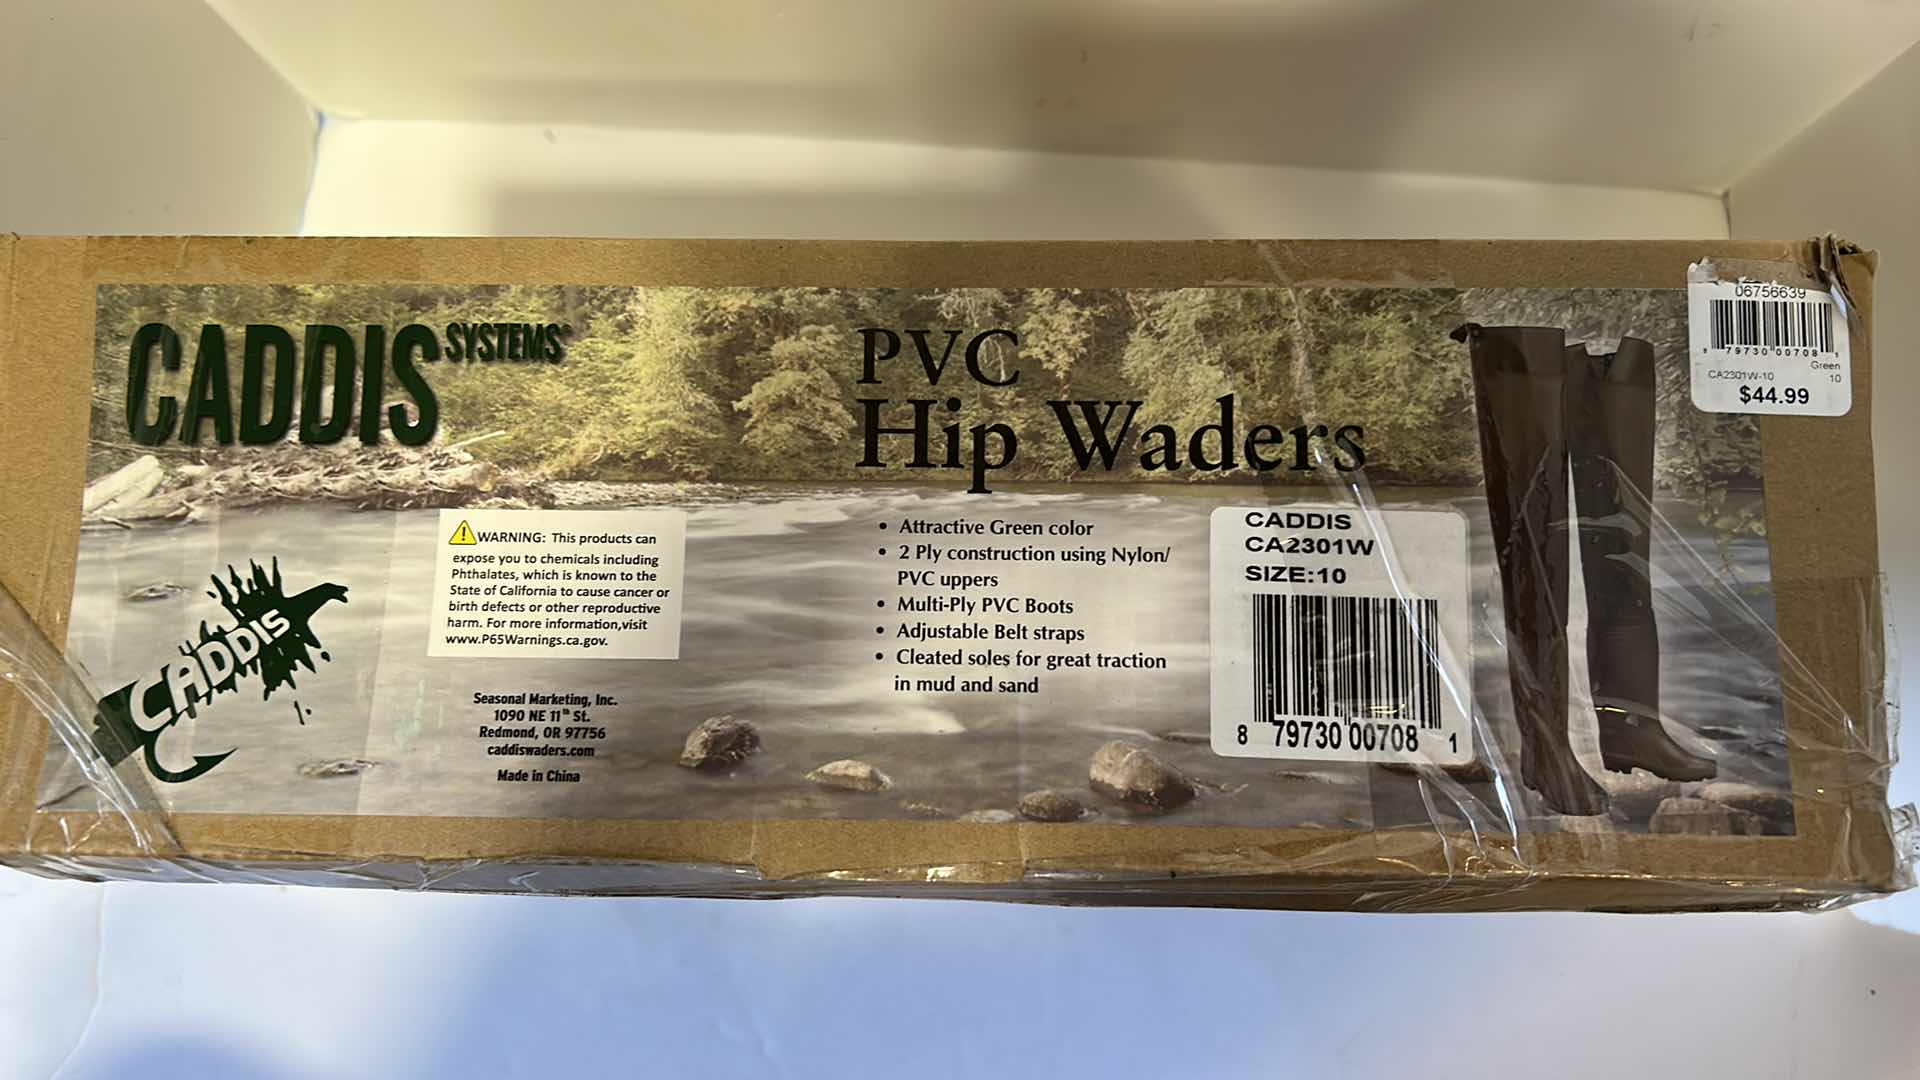 CADDIS SYSTEMS®
PVC
Hip Waders
06756639
8 79730 00708 1
Green
CA2301W-10 10
$44.99
WARNING: This products can
expose you to chemicals including
Phthalates, which is known to the
State of California to cause cancer or
birth defects or other reproductive
harm. For more information,visit
www.P65Warnings.ca.gov.
CADDIS
Seasonal Marketing, Inc.
1090 NE 11th St.
Redmond, OR 97756
caddiswaders.com
Made in China
• Attractive Green color
• 2 Ply construction using Nylon/
PVC uppers
• Multi-Ply PVC Boots
• Adjustable Belt straps
• Cleated soles for great traction
in mud and sand
CADDIS
CA2301W
SIZE:10
8 79730 00708 1